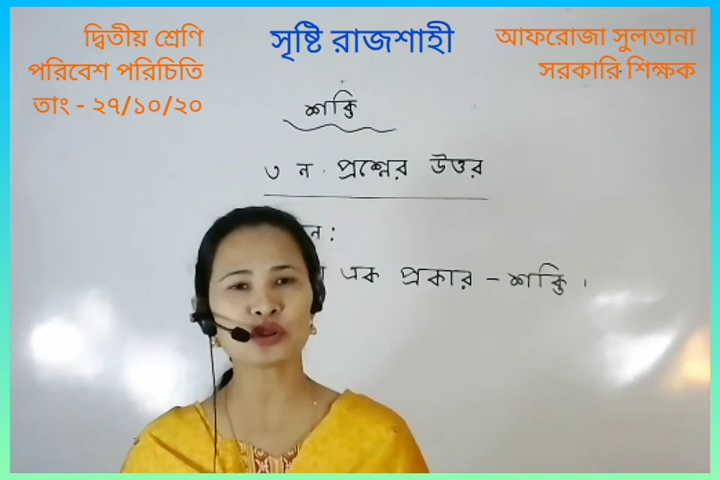 দ্বিতীয় শ্রেণি
পরিবেশ পরিচিতি
তাং - ২৭/১০/২০
সৃষ্টি রাজশাহী
আফরোজা সুলতানা
সরকারি শিক্ষক
শক্তি
৩ ন. প্রশ্নের উত্তর
ন :
এক প্রকার - শক্তি ।